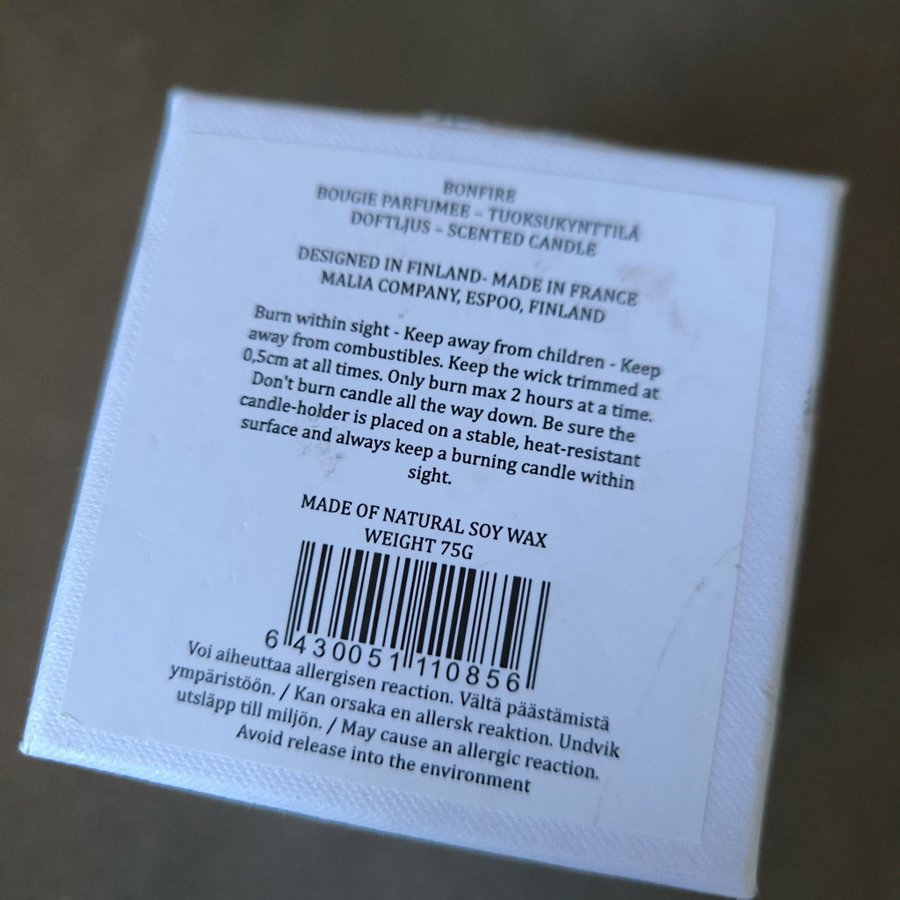 BONFIRE
BOUGIE PARFUMEE – TUOKSUKYNTTILÄ
DOFTLJUS – SCENTED CANDLE
DESIGNED IN FINLAND- MADE IN FRANCE
MALIA COMPANY, ESPOO, FINLAND
Burn within sight - Keep away from children - Keep
away from combustibles. Keep the wick trimmed at
0,5cm at all times. Only burn max 2 hours at a time.
Don't burn candle all the way down. Be sure the
candle-holder is placed on a stable, heat-resistant
surface and always keep a burning candle within
sight.
MADE OF NATURAL SOY WAX
WEIGHT 75G
6 430051 110856
Voi aiheuttaa allergisen reaction. Vältä päästämistä
ympäristöön. / Kan orsaka en allersk reaktion. Undvik
utsläpp till miljön. / May cause an allergic reaction.
Avoid release into the environment